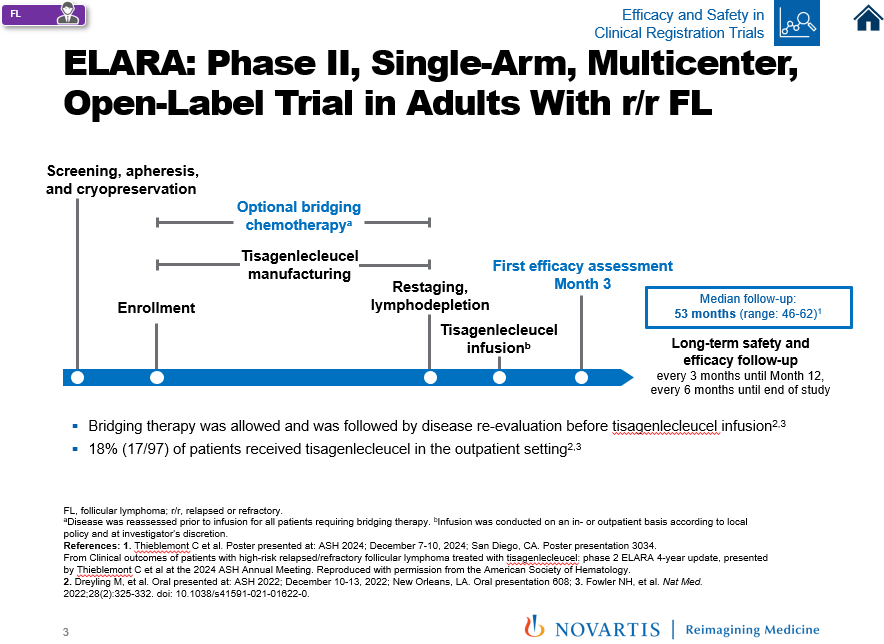 FL
Efficacy and Safety in
Clinical Registration Trials
ELARA: Phase II, Single-Arm, Multicenter,
Open-Label Trial in Adults With r/r FL
Screening, apheresis,
and cryopreservation
Optional bridging
chemotherapyᵃ
Tisagenlecleucel
manufacturing
First efficacy assessment
Month 3
Restaging,
lymphodepletion
Enrollment
Tisagenlecleucel
infusionᵇ
Median follow-up:
53 months (range: 46-62)¹
Long-term safety and
efficacy follow-up
every 3 months until Month 12,
every 6 months until end of study
▪ Bridging therapy was allowed and was followed by disease re-evaluation before tisagenlecleucel infusion²,³
▪ 18% (17/97) of patients received tisagenlecleucel in the outpatient setting²,³
FL, follicular lymphoma; r/r, relapsed or refractory.
ᵃDisease was reassessed prior to infusion for all patients requiring bridging therapy. ᵇInfusion was conducted on an in- or outpatient basis according to local
policy and at investigator's discretion.
References: 1. Thieblemont C et al. Poster presented at: ASH 2024; December 7-10, 2024; San Diego, CA. Poster presentation 3034.
From Clinical outcomes of patients with high-risk relapsed/refractory follicular lymphoma treated with tisagenlecleucel: phase 2 ELARA 4-year update, presented
by Thieblemont C et al at the 2024 ASH Annual Meeting. Reproduced with permission from the American Society of Hematology.
2. Dreyling M, et al. Oral presented at: ASH 2022; December 10-13, 2022; New Orleans, LA. Oral presentation 608; 3. Fowler NH, et al. Nat Med.
2022;28(2):325-332. doi: 10.1038/s41591-021-01622-0.
3
NOVARTIS | Reimagining Medicine